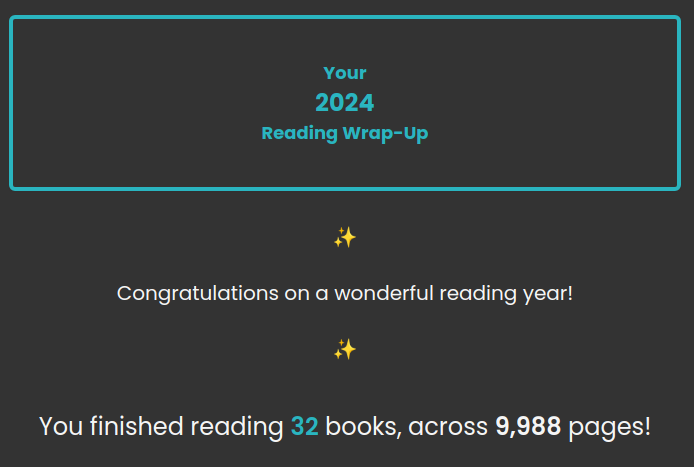 Your
2024
Reading Wrap-Up
Congratulations on a wonderful reading year!
You finished reading 32 books, across 9,988 pages!